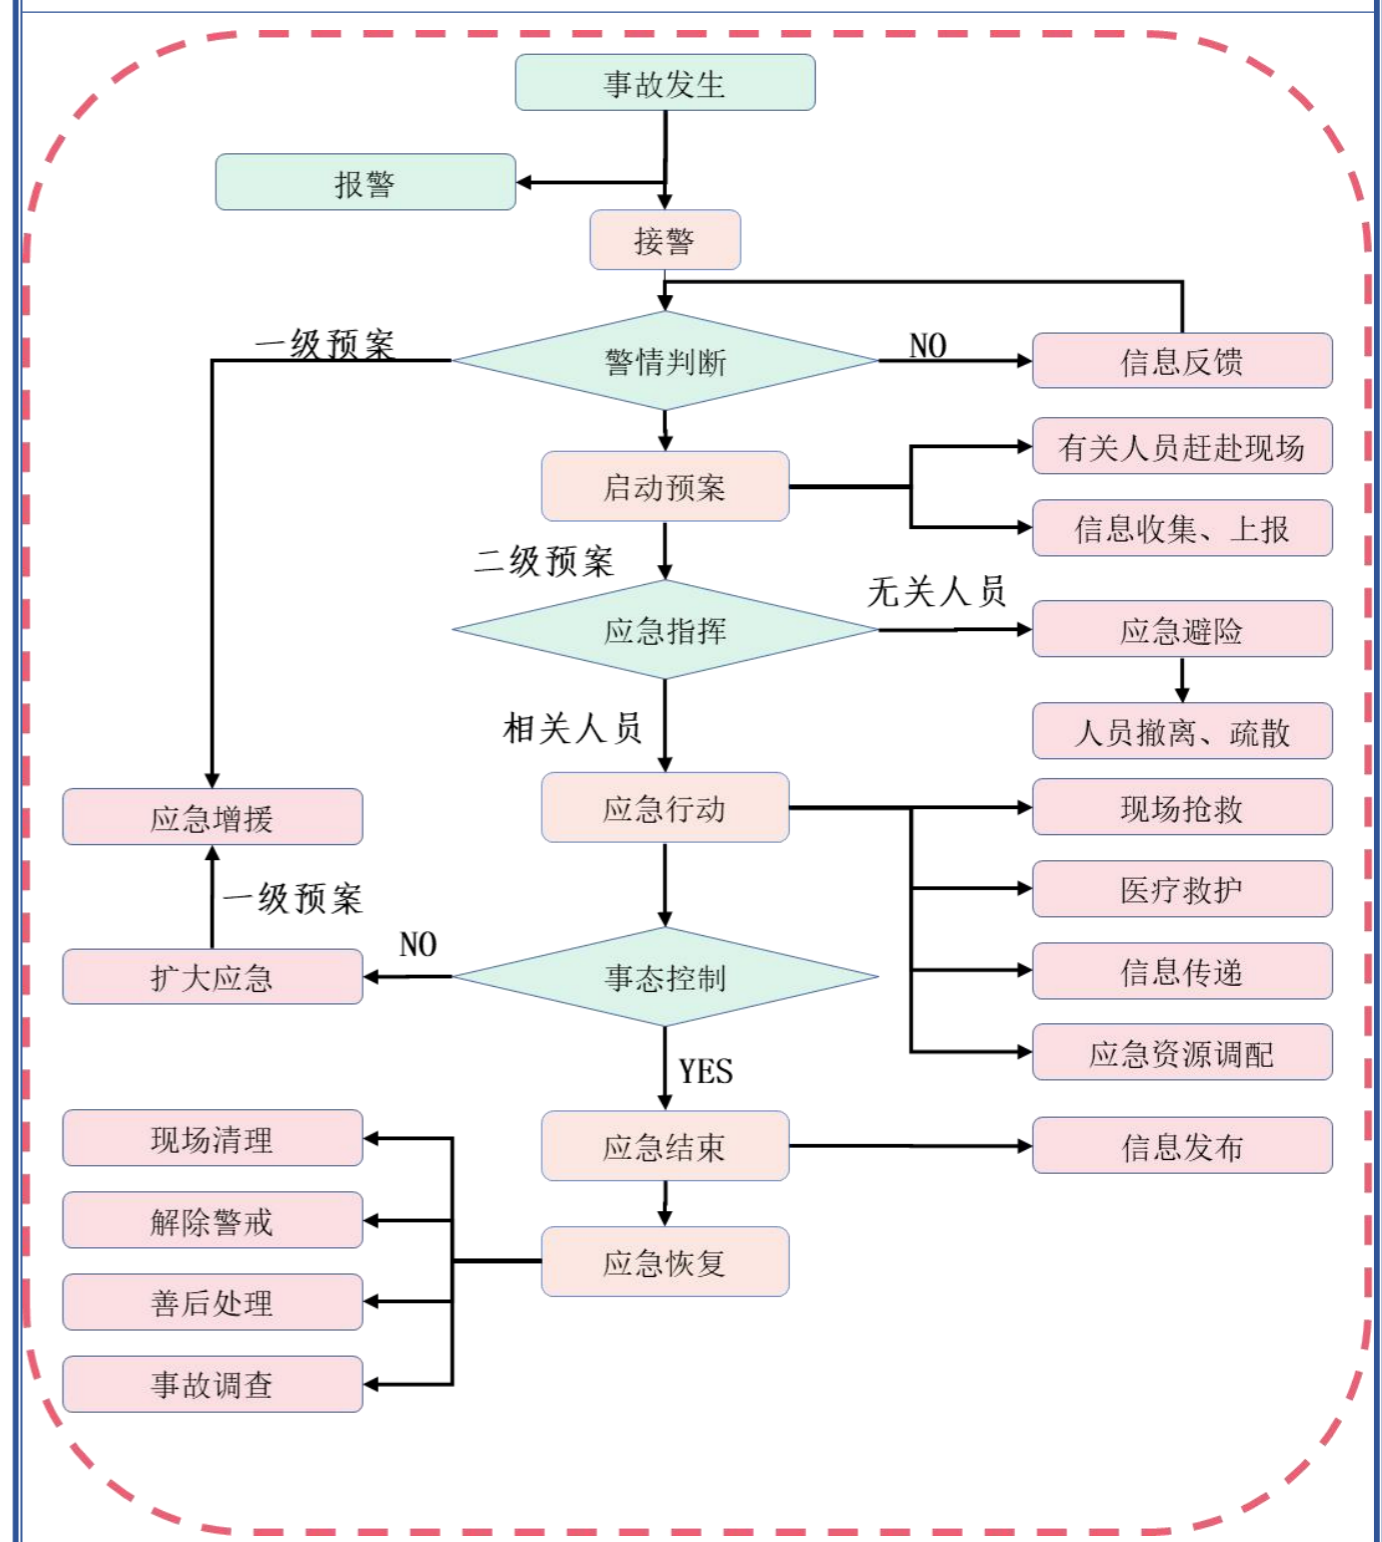 事故发生
报警
接警
一级预案
警情判断
NO
信息反馈
有关人员赶赴现场
启动预案
信息收集、上报
二级预案
无关人员
应急指挥
应急避险
相关人员
人员撤离、疏散
应急增援
应急行动
现场抢救
一级预案
医疗救护
NO
扩大应急
事态控制
信息传递
YES
应急资源调配
现场清理
应急结束
信息发布
解除警戒
应急恢复
善后处理
事故调查